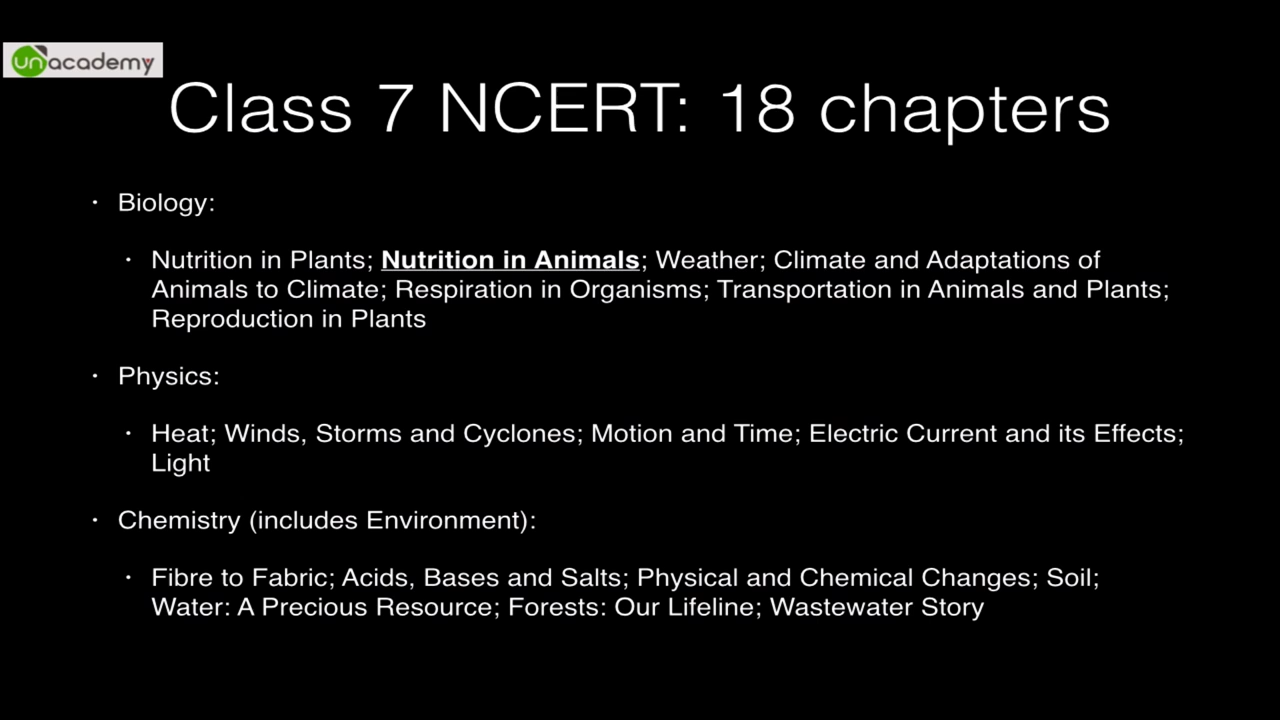 unacademy
Class 7 NCERT: 18 chapters
• Biology:
• Nutrition in Plants; Nutrition in Animals; Weather; Climate and Adaptations of
Animals to Climate; Respiration in Organisms; Transportation in Animals and Plants;
Reproduction in Plants
• Physics:
• Heat; Winds, Storms and Cyclones; Motion and Time; Electric Current and its Effects;
Light
• Chemistry (includes Environment):
• Fibre to Fabric; Acids, Bases and Salts; Physical and Chemical Changes; Soil;
Water: A Precious Resource; Forests: Our Lifeline; Wastewater Story